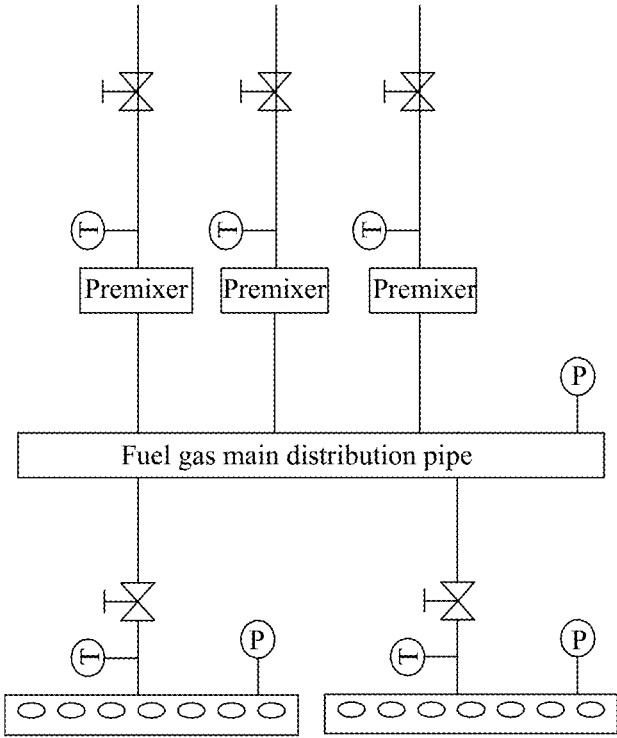 T T T
Premixer Premixer Premixer
P
Fuel gas main distribution pipe
T P T P